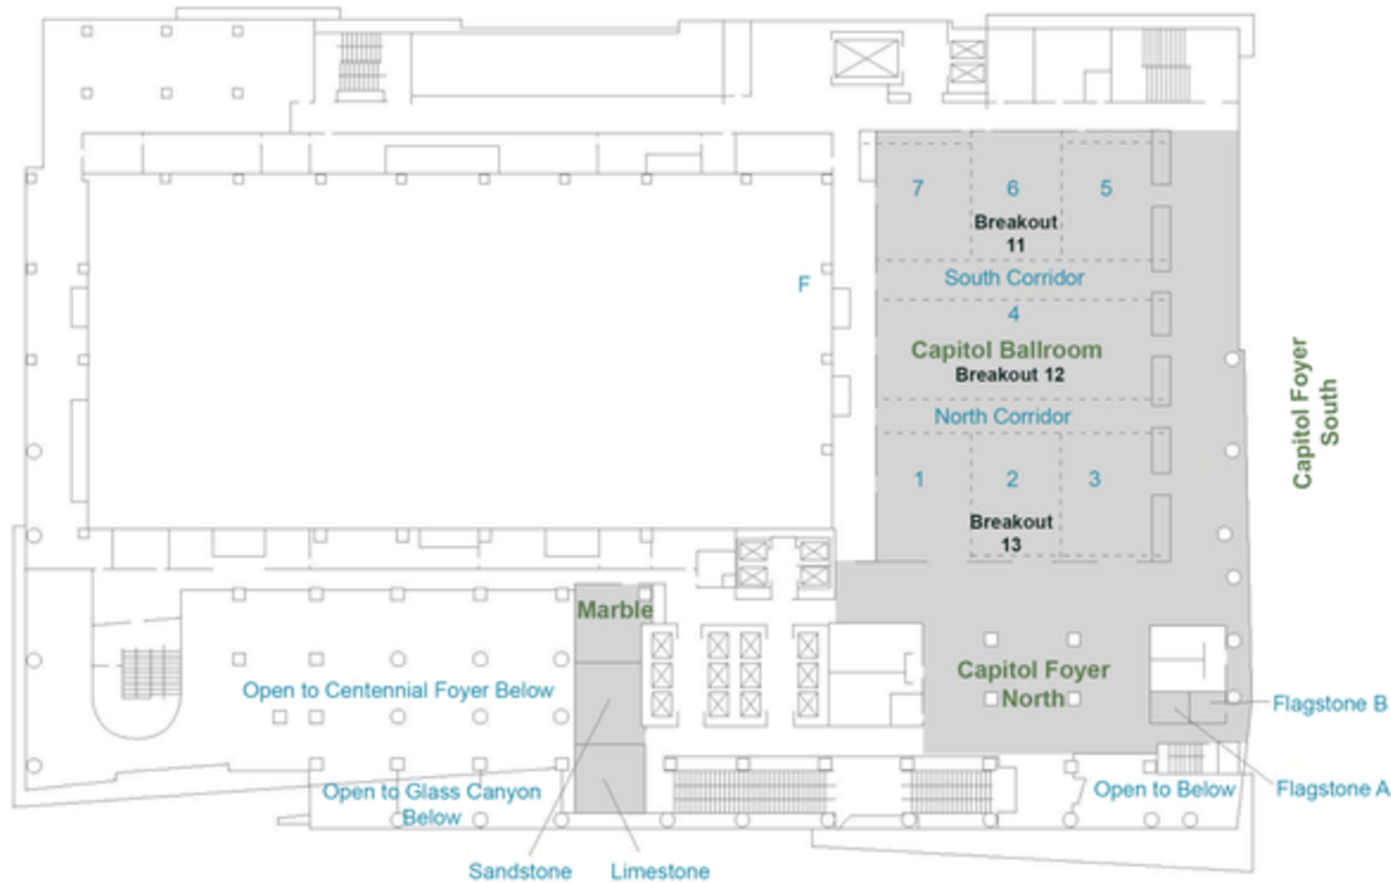 7
6
5
Breakout
11
F
South Corridor
4
Capitol Ballroom
Breakout 12
North Corridor
Capitol Foyer
South
1
2
3
Breakout
13
Marble
Capitol Foyer
North
Open to Centennial Foyer Below
Flagstone B
Open to Glass Canyon
Below
Open to Below
Flagstone A
Sandstone
Limestone